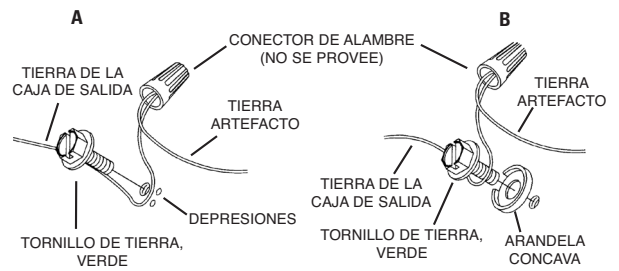 A
B
CONECTOR DE ALAMBRE
(NO SE PROVEE)
TIERRA DE LA
CAJA DE SALIDA
TIERRA
ARTEFACTO
DEPRESIONES
TORNILLO DE TIERRA,
VERDE
TIERRA
ARTEFACTO
TIERRA DE LA
CAJA DE SALIDA
TORNILLO DE TIERRA,
VERDE
ARANDELA
CONCAVA